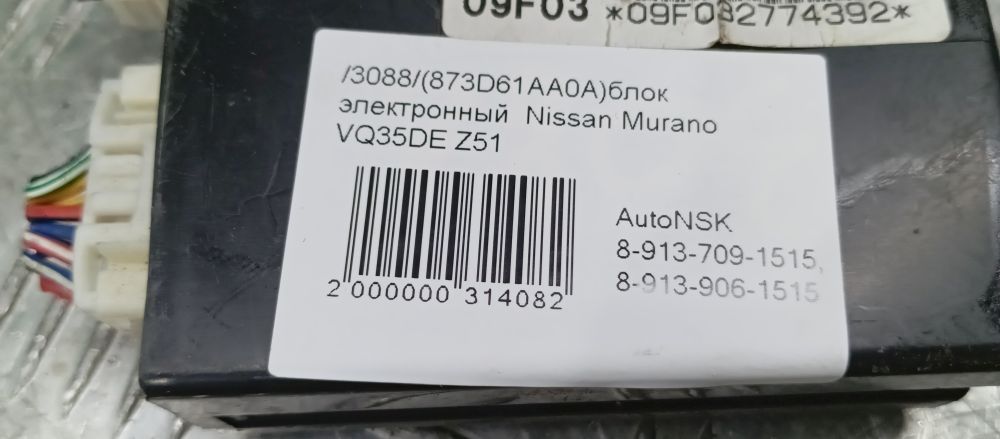 09F03 *09F032774392*
/3088/(873D61AA0A)блок
электронный Nissan Murano
VQ35DE Z51
AutoNSK
8-913-709-1515,
8-913-906-1515
2 000000 314082